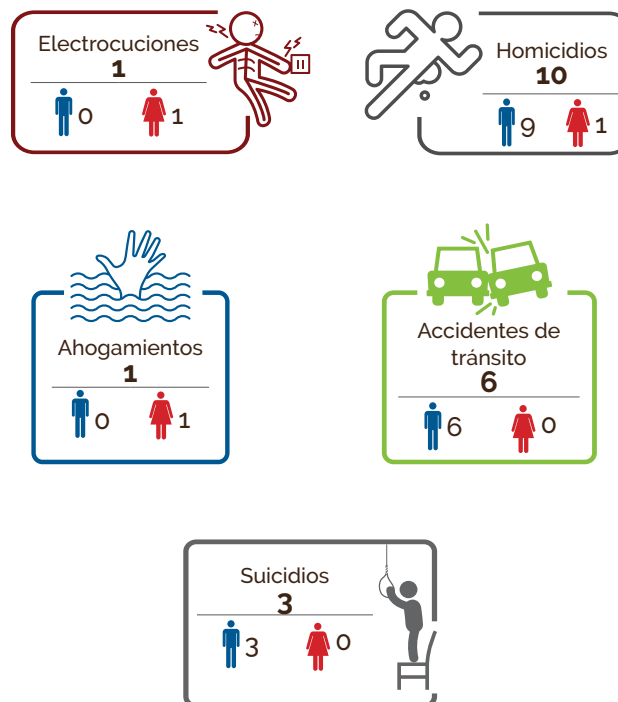 Electrocuciones
1
0 1
Homicidios
10
9 1
Ahogamientos
1
0 1
Accidentes de
tránsito
6
6 0
Suicidios
3
3 0